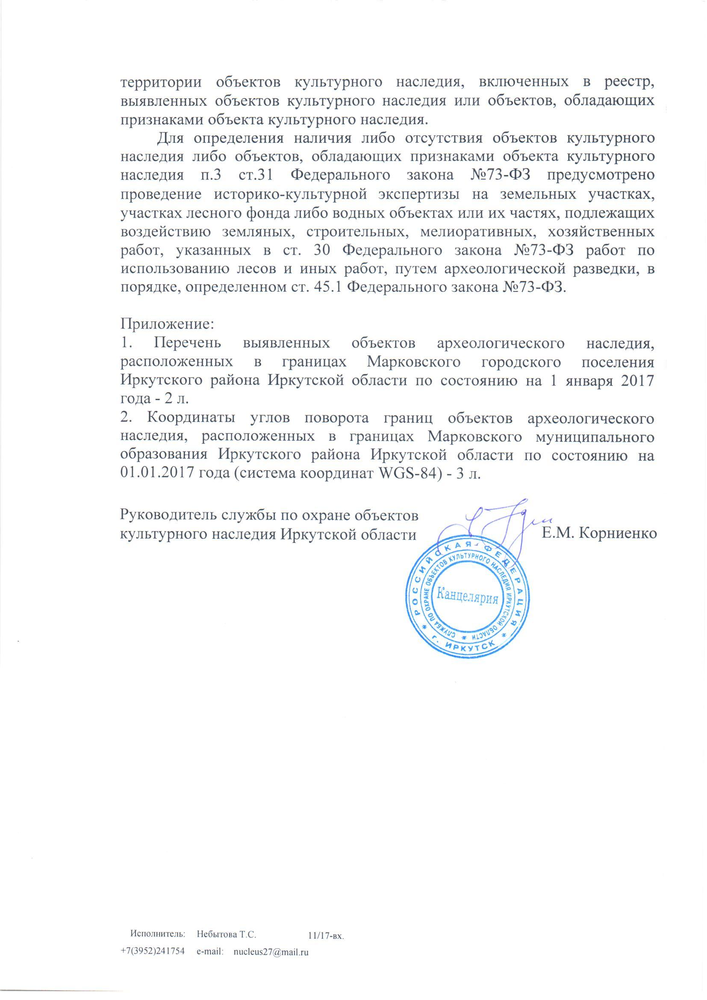 территории объектов культурного наследия, включенных в реестр,
выявленных объектов культурного наследия или объектов, обладающих
признаками объекта культурного наследия.
Для определения наличия либо отсутствия объектов культурного
наследия либо объектов, обладающих признаками объекта культурного
наследия п.3 ст.31 Федерального закона №73-ФЗ предусмотрено
проведение историко-культурной экспертизы на земельных участках,
участках лесного фонда либо водных объектах или их частях, подлежащих
воздействию земляных, строительных, мелиоративных, хозяйственных
работ, указанных в ст. 30 Федерального закона №73-ФЗ работ по
использованию лесов и иных работ, путем археологической разведки, в
порядке, определенном ст. 45.1 Федерального закона №73-ФЗ.
Приложение:
1. Перечень выявленных объектов археологического наследия,
расположенных в границах Марковского городского поселения
Иркутского района Иркутской области по состоянию на 1 января 2017
года - 2 л.
2. Координаты углов поворота границ объектов археологического
наследия, расположенных в границах Марковского муниципального
образования Иркутского района Иркутской области по состоянию на
01.01.2017 года (система координат WGS-84) - 3 л.
Руководитель службы по охране объектов
культурного наследия Иркутской области
Е.М. Корниенко
РОССИЙСКАЯ ФЕДЕРАЦИЯ
* г. ИРКУТСК *
СЛУЖБА ПО ОХРАНЕ ОБЪЕКТОВ КУЛЬТУРНОГО НАСЛЕДИЯ ИРКУТСКОЙ ОБЛАСТИ *
Канцелярия
Исполнитель: Небытова Т.С. 11/17-вх.
+7(3952)241754 e-mail: nucleus27@mail.ru